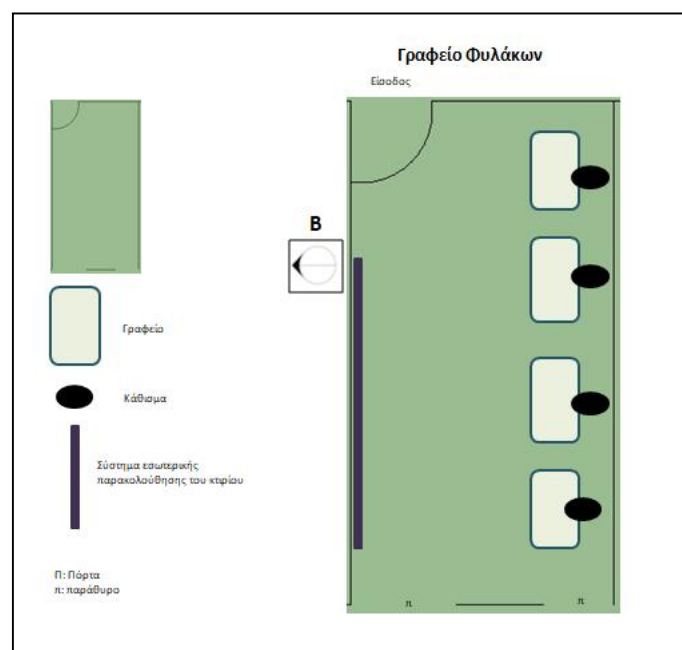 Γραφείο Φυλάκων
Είσοδος
Β
Γραφείο
Κάθισμα
Σύστημα εσωτερικής
παρακολούθησης του κτιρίου
Π: Πόρτα
π: παράθυρο
π
π